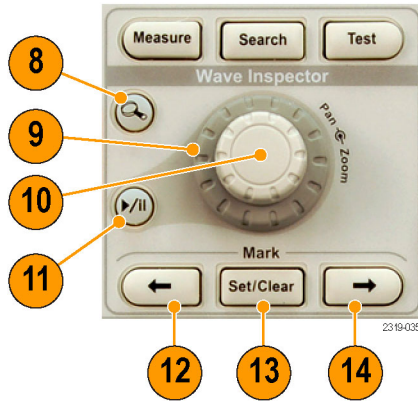 Measure Search Test
Wave Inspector
8
9
Pan Zoom
10
11
Mark
Set/Clear
2319-035
12 13 14